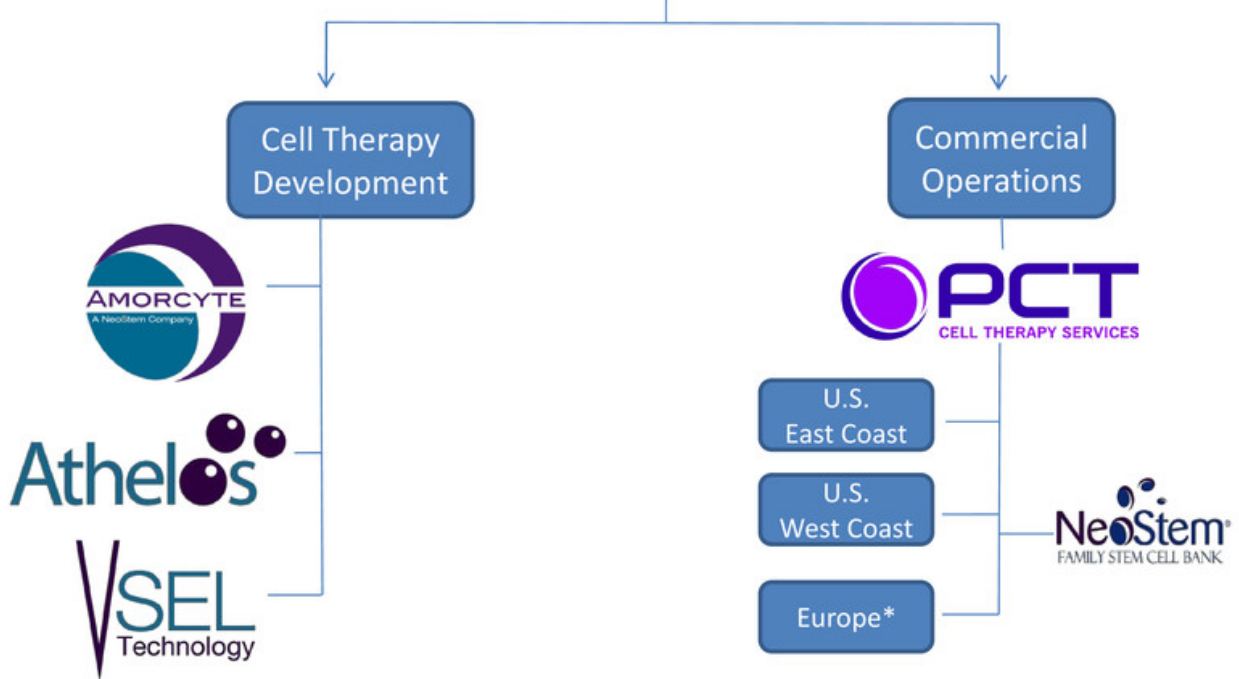 Cell Therapy
Development
AMORCYTE
A NeoStem Company
Athelos
VSEL
Technology
Commercial
Operations
PCT
CELL THERAPY SERVICES
U.S.
East Coast
U.S.
West Coast
Europe*
NeoStem®
FAMILY STEM CELL BANK